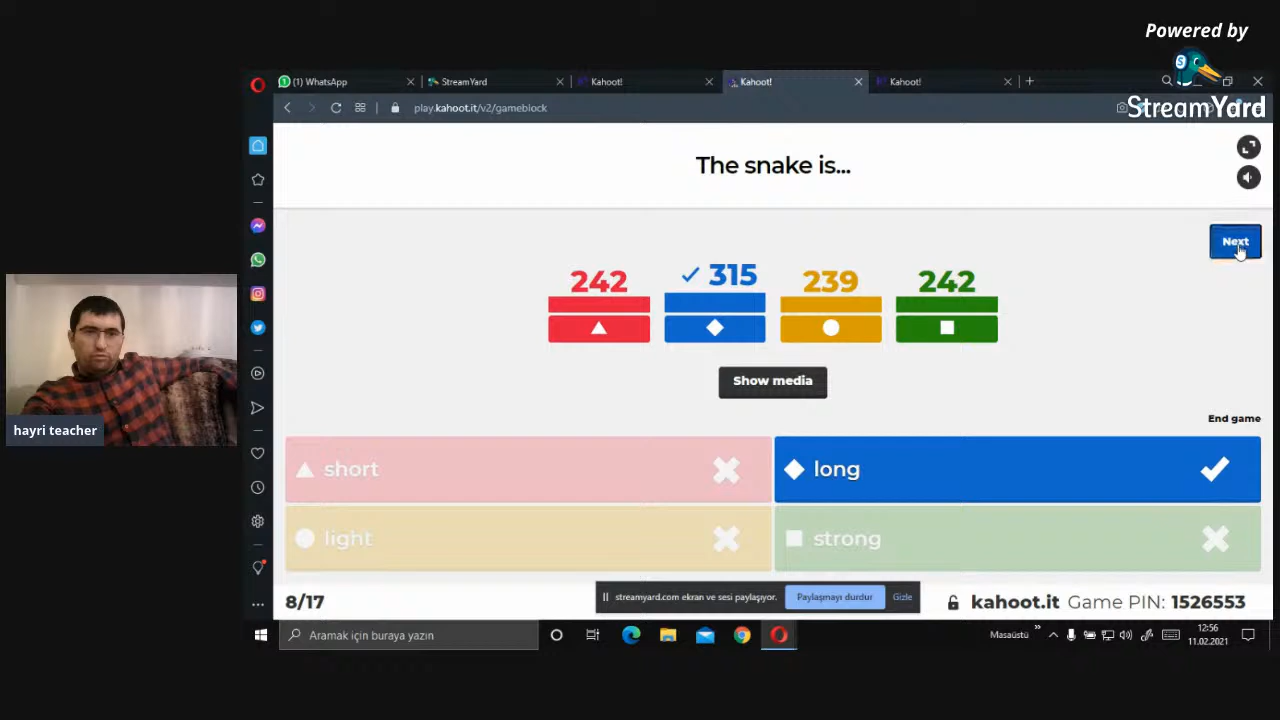 Powered by
StreamYard
(1) WhatsApp
StreamYard
Kahoot!
Kahoot!
Kahoot!
play.kahoot.it/v2/gameblock
The snake is...
Next
242
315
239
242
Show media
End game
short
long
light
strong
hayri teacher
8/17
streamyard.com ekran ve sesi paylaşıyor.
Paylaşmayı durdur
Gizle
kahoot.it Game PIN: 1526553
Aramak için buraya yazın
Masaüstü
12:56
11.02.2021